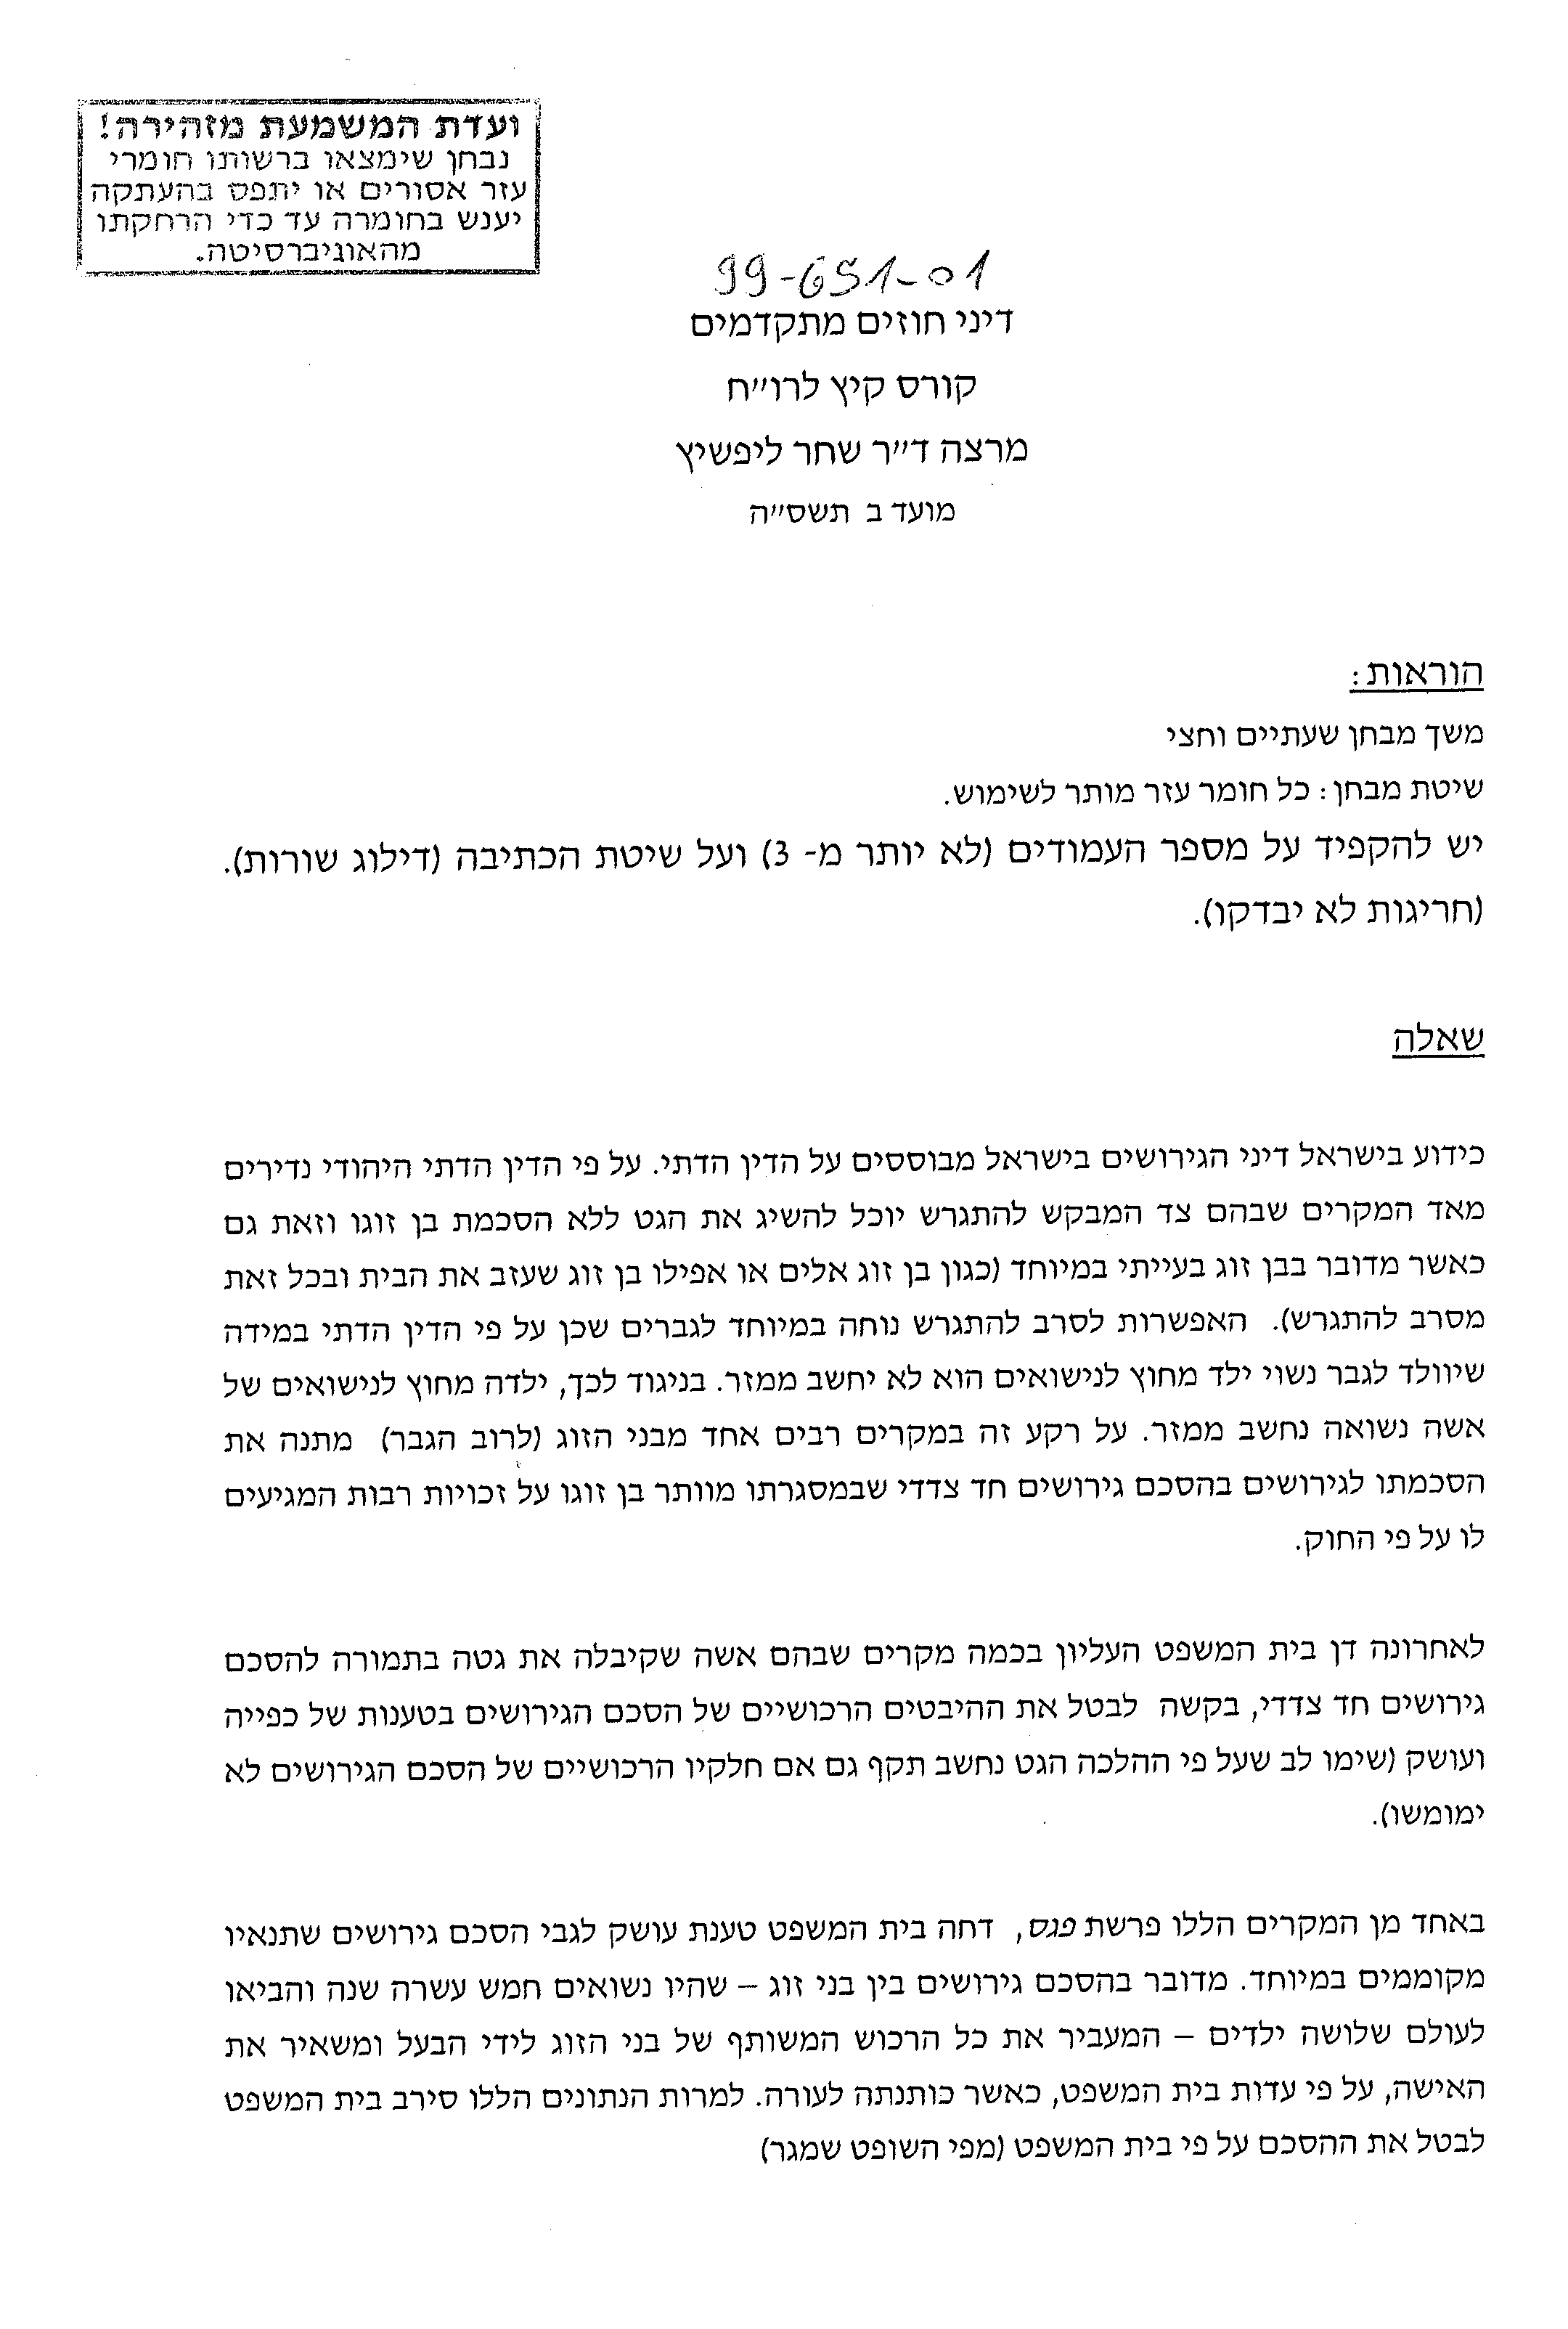 ועדת המשמעת מזהירה!
נבחן שימצאו ברשותו חומרי
עזר אסורים או יתפס בהעתקה
יענש בחומרה עד כדי הרחקתו
מהאוניברסיטה.
99-651-01
דיני חוזים מתקדמים
קורס קיץ לרו״ח
מרצה ד״ר שחר ליפשיץ
מועד ב תשס״ה
הוראות:
משך מבחן שעתיים וחצי
שיטת מבחן: כל חומר עזר מותר לשימוש.
יש להקפיד על מספר העמודים (לא יותר מ- 3) ועל שיטת הכתיבה (דילוג שורות).
(חריגות לא יבדקו).
שאלה
כידוע בישראל דיני הגירושים בישראל מבוססים על הדין הדתי. על פי הדין הדתי היהודי נדירים
מאד המקרים שבהם צד המבקש להתגרש יוכל להשיג את הגט ללא הסכמת בן זוגו וזאת גם
כאשר מדובר בבן זוג בעייתי במיוחד (כגון בן זוג אלים או אפילו בן זוג שעזב את הבית ובכל זאת
מסרב להתגרש). האפשרות לסרב להתגרש נוחה במיוחד לגברים שכן על פי הדין הדתי במידה
שיוולד לגבר נשוי ילד מחוץ לנישואים הוא לא יחשב ממזר. בניגוד לכך, ילדה מחוץ לנישואים של
אשה נשואה נחשב ממזר. על רקע זה במקרים רבים אחד מבני הזוג (לרוב הגבר) מתנה את
הסכמתו לגירושים בהסכם גירושים חד צדדי שבמסגרתו מוותר בן זוגו על זכויות רבות המגיעים
לו על פי החוק.
לאחרונה דן בית המשפט העליון בכמה מקרים שבהם אשה שקיבלה את גטה בתמורה להסכם
גירושים חד צדדי, בקשה לבטל את ההיבטים הרכושיים של הסכם הגירושים בטענות של כפייה
ועושק (שימו לב שעל פי ההלכה הגט נחשב תקף גם אם חלקיו הרכושיים של הסכם הגירושים לא
ימומשו).
באחד מן המקרים הללו פרשת פגס, דחה בית המשפט טענת עושק לגבי הסכם גירושים שתנאיו
מקוממים במיוחד. מדובר בהסכם גירושים בין בני זוג – שהיו נשואים חמש עשרה שנה והביאו
לעולם שלושה ילדים – המעביר את כל הרכוש המשותף של בני הזוג לידי הבעל ומשאיר את
האישה, על פי עדות בית המשפט, כאשר כותנתה לעורה. למרות הנתונים הללו סירב בית המשפט
לבטל את ההסכם על פי בית המשפט (מפי השופט שמגר)